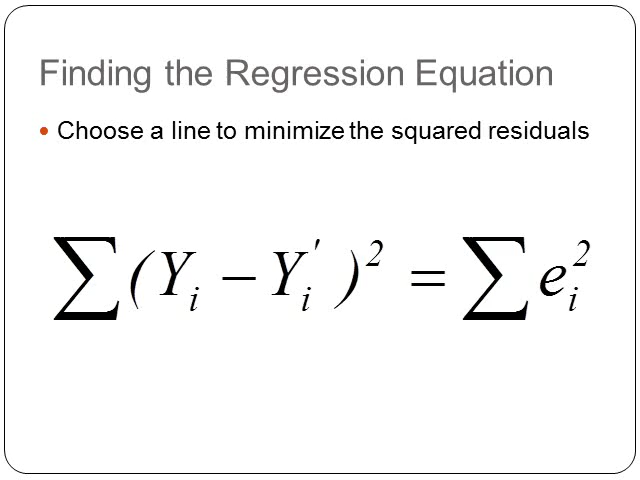 Finding the Regression Equation
• Choose a line to minimize the squared residuals
∑(Yᵢ − Yᵢ′)² = ∑eᵢ²